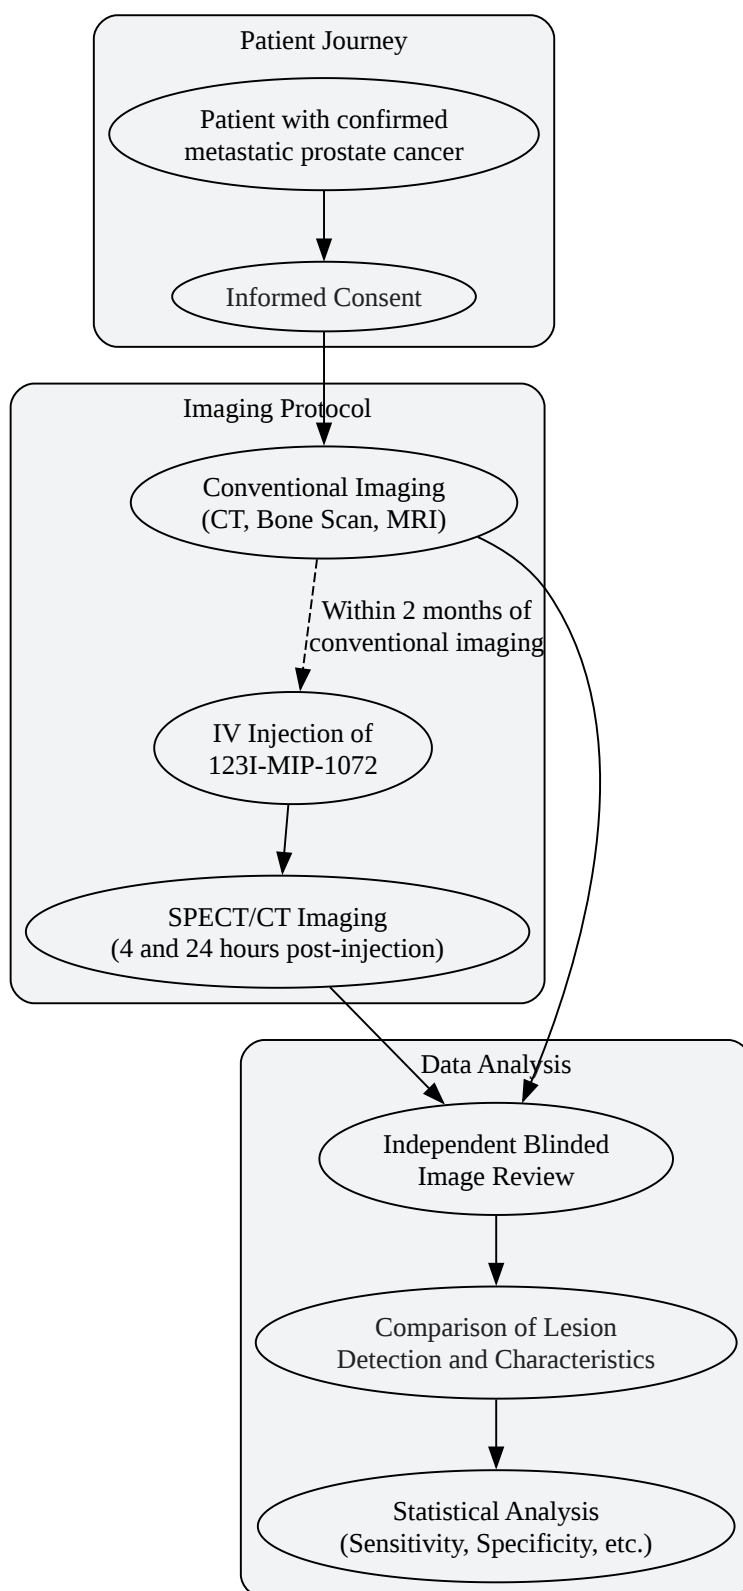 Patient Journey
Patient with confirmed
metastatic prostate cancer
Informed Consent
Imaging Protocol
Conventional Imaging
(CT, Bone Scan, MRI)
Within 2 months of
conventional imaging
IV Injection of
123I-MIP-1072
SPECT/CT Imaging
(4 and 24 hours post-injection)
Data Analysis
Independent Blinded
Image Review
Comparison of Lesion
Detection and Characteristics
Statistical Analysis
(Sensitivity, Specificity, etc.)